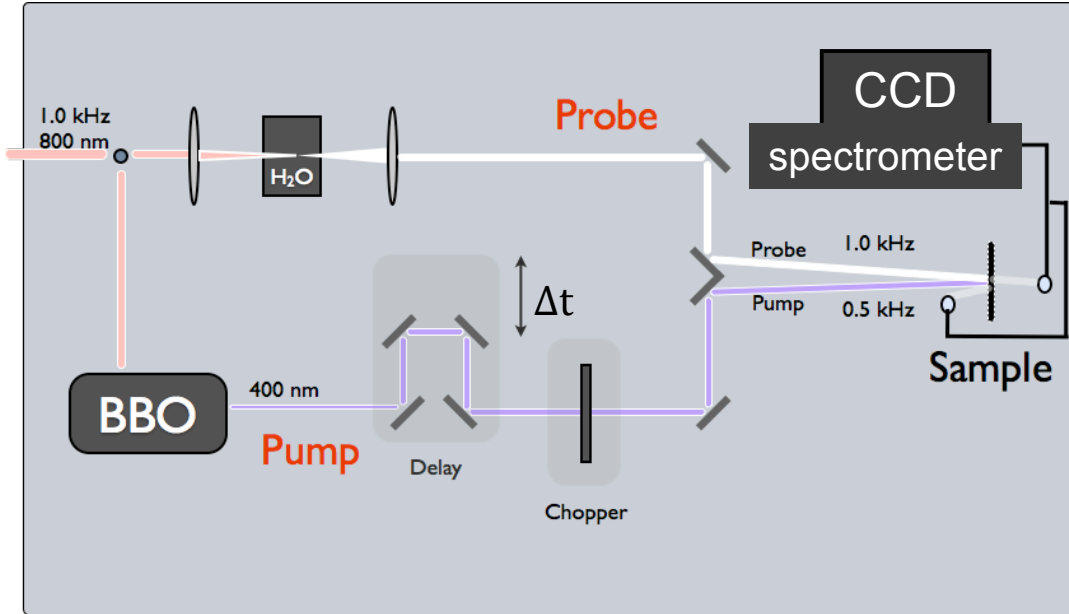 1.0 kHz
800 nm
H₂O
Probe
CCD
spectrometer
Probe
1.0 kHz
Pump
0.5 kHz
Δt
Sample
BBO
400 nm
Pump
Delay
Chopper